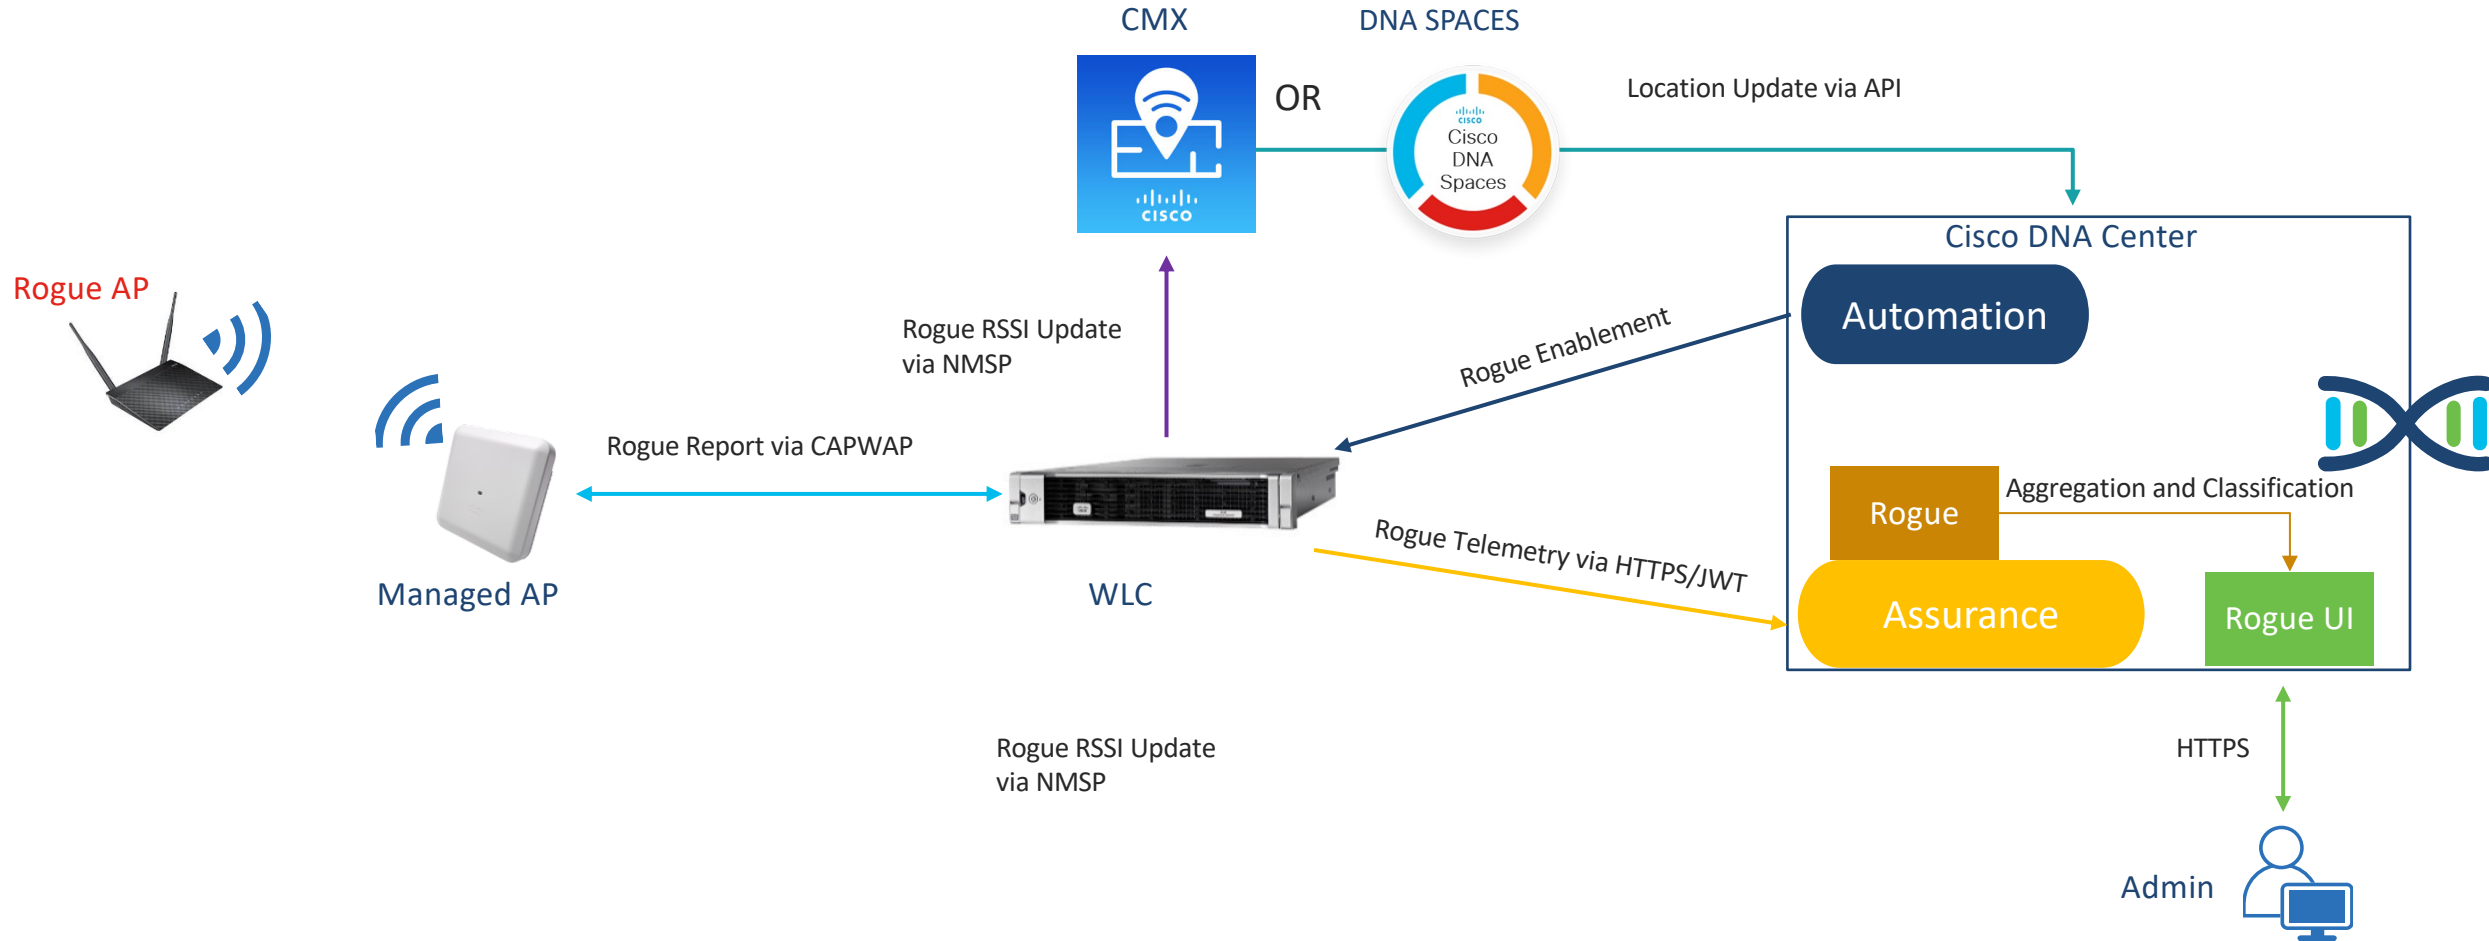 CMX
DNA SPACES
OR
Location Update via API
CISCO
CISCO
Cisco
DNA
Spaces
Cisco DNA Center
Rogue AP
Automation
Rogue RSSI Update
via NMSP
Rogue Enablement
Rogue Report via CAPWAP
Aggregation and Classification
Rogue
Rogue Telemetry via HTTPS/JWT
Managed AP
WLC
Assurance
Rogue UI
Rogue RSSI Update
via NMSP
HTTPS
Admin